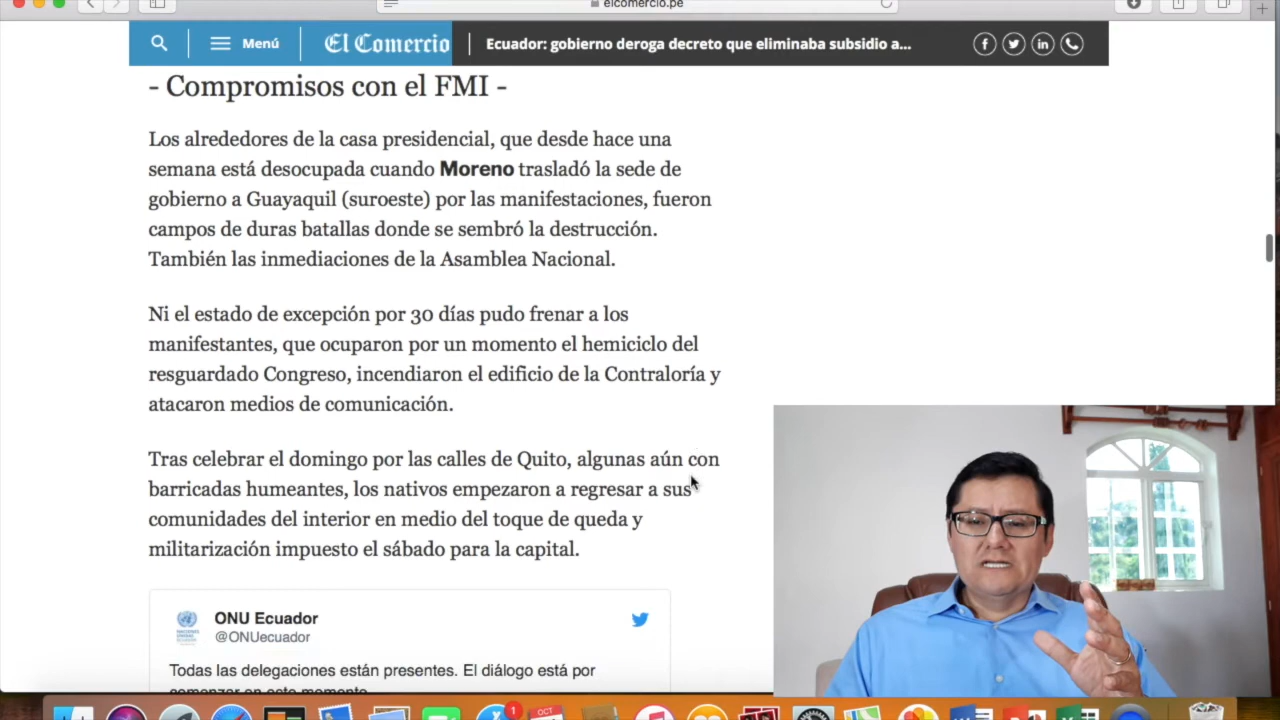 elcomercio.pe
Menú
El Comercio
Ecuador: gobierno deroga decreto que eliminaba subsidio a...
- Compromisos con el FMI -
Los alrededores de la casa presidencial, que desde hace una
semana está desocupada cuando Moreno trasladó la sede de
gobierno a Guayaquil (suroeste) por las manifestaciones, fueron
campos de duras batallas donde se sembró la destrucción.
También las inmediaciones de la Asamblea Nacional.
Ni el estado de excepción por 30 días pudo frenar a los
manifestantes, que ocuparon por un momento el hemiciclo del
resguardado Congreso, incendiaron el edificio de la Contraloría y
atacaron medios de comunicación.
Tras celebrar el domingo por las calles de Quito, algunas aún con
barricadas humeantes, los nativos empezaron a regresar a sus
comunidades del interior en medio del toque de queda y
militarización impuesto el sábado para la capital.
ONU Ecuador
@ONUecuador
Todas las delegaciones están presentes. El diálogo está por
comenzar en este momento
1
OCT